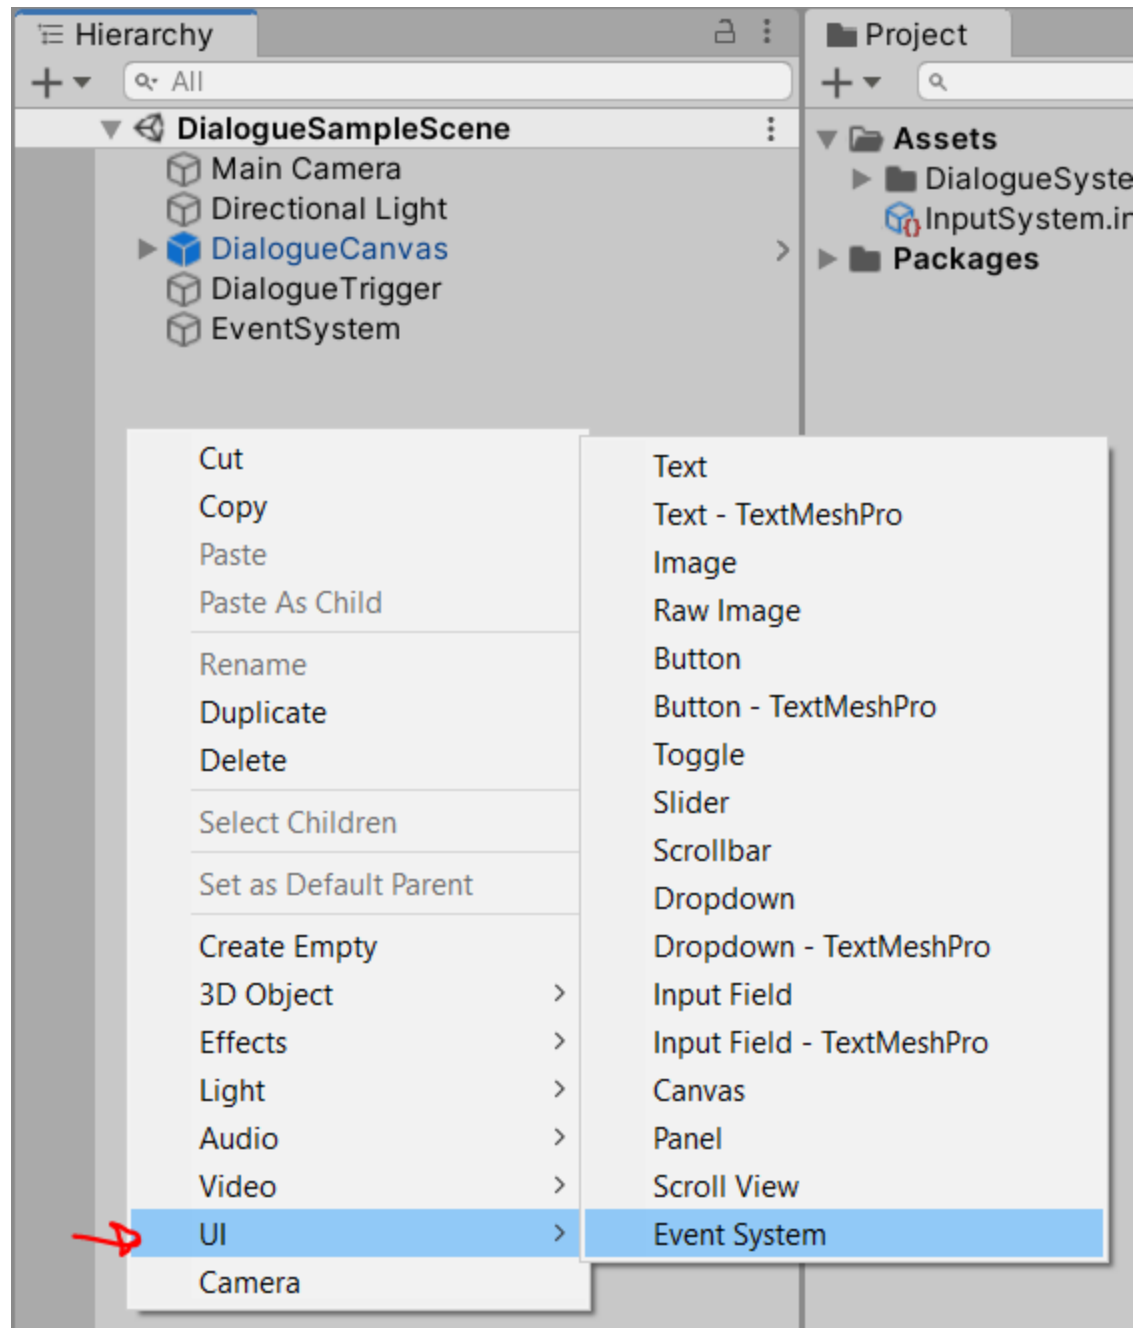 Hierarchy
All
DialogueSampleScene
Main Camera
Directional Light
DialogueCanvas
DialogueTrigger
EventSystem
Project
Assets
DialogueSyste
InputSystem.in
Packages
Cut
Copy
Paste
Paste As Child
Rename
Duplicate
Delete
Select Children
Set as Default Parent
Create Empty
3D Object
Effects
Light
Audio
Video
UI
Camera
Text
Text - TextMeshPro
Image
Raw Image
Button
Button - TextMeshPro
Toggle
Slider
Scrollbar
Dropdown
Dropdown - TextMeshPro
Input Field
Input Field - TextMeshPro
Canvas
Panel
Scroll View
Event System